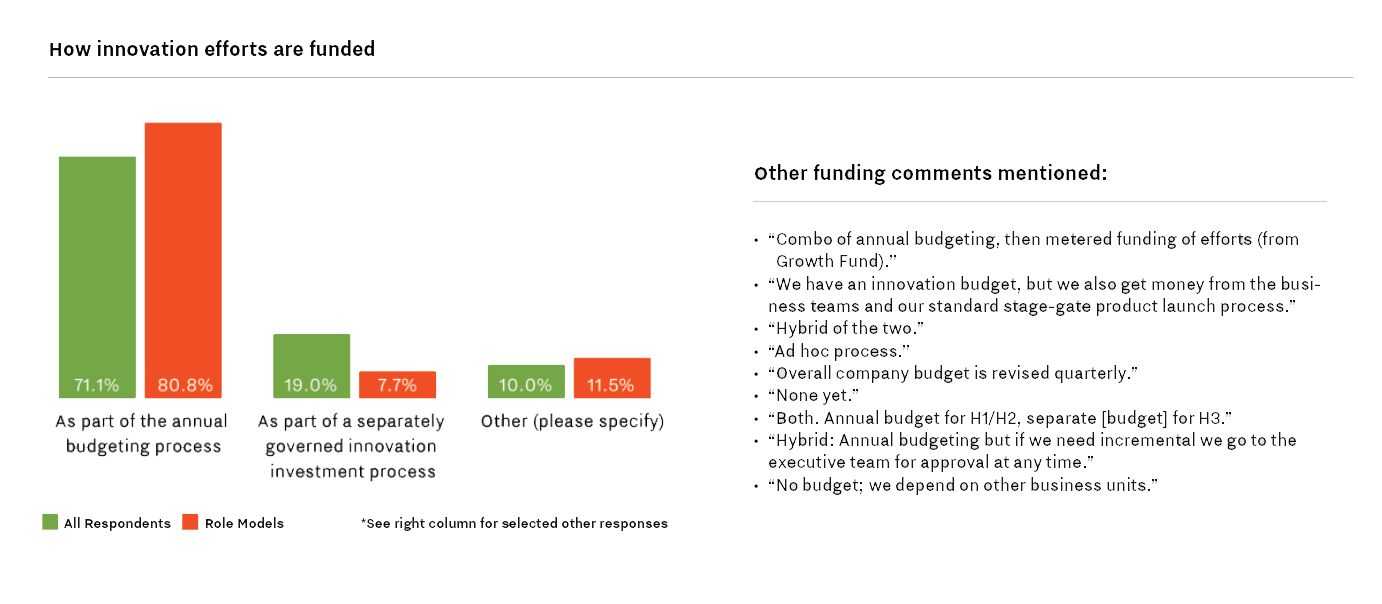 How innovation efforts are funded
71.1%
80.8%
19.0%
7.7%
10.0%
11.5%
As part of the annual
budgeting process
As part of a separately
governed innovation
investment process
Other (please specify)
All Respondents
Role Models
*See right column for selected other responses
Other funding comments mentioned:
• “Combo of annual budgeting, then metered funding of efforts (from
Growth Fund).”
• “We have an innovation budget, but we also get money from the busi-
ness teams and our standard stage-gate product launch process.”
• “Hybrid of the two.”
• “Ad hoc process.”
• “Overall company budget is revised quarterly.”
• “None yet.”
• “Both. Annual budget for H1/H2, separate [budget] for H3.”
• “Hybrid: Annual budgeting but if we need incremental we go to the
executive team for approval at any time.”
• “No budget; we depend on other business units.”